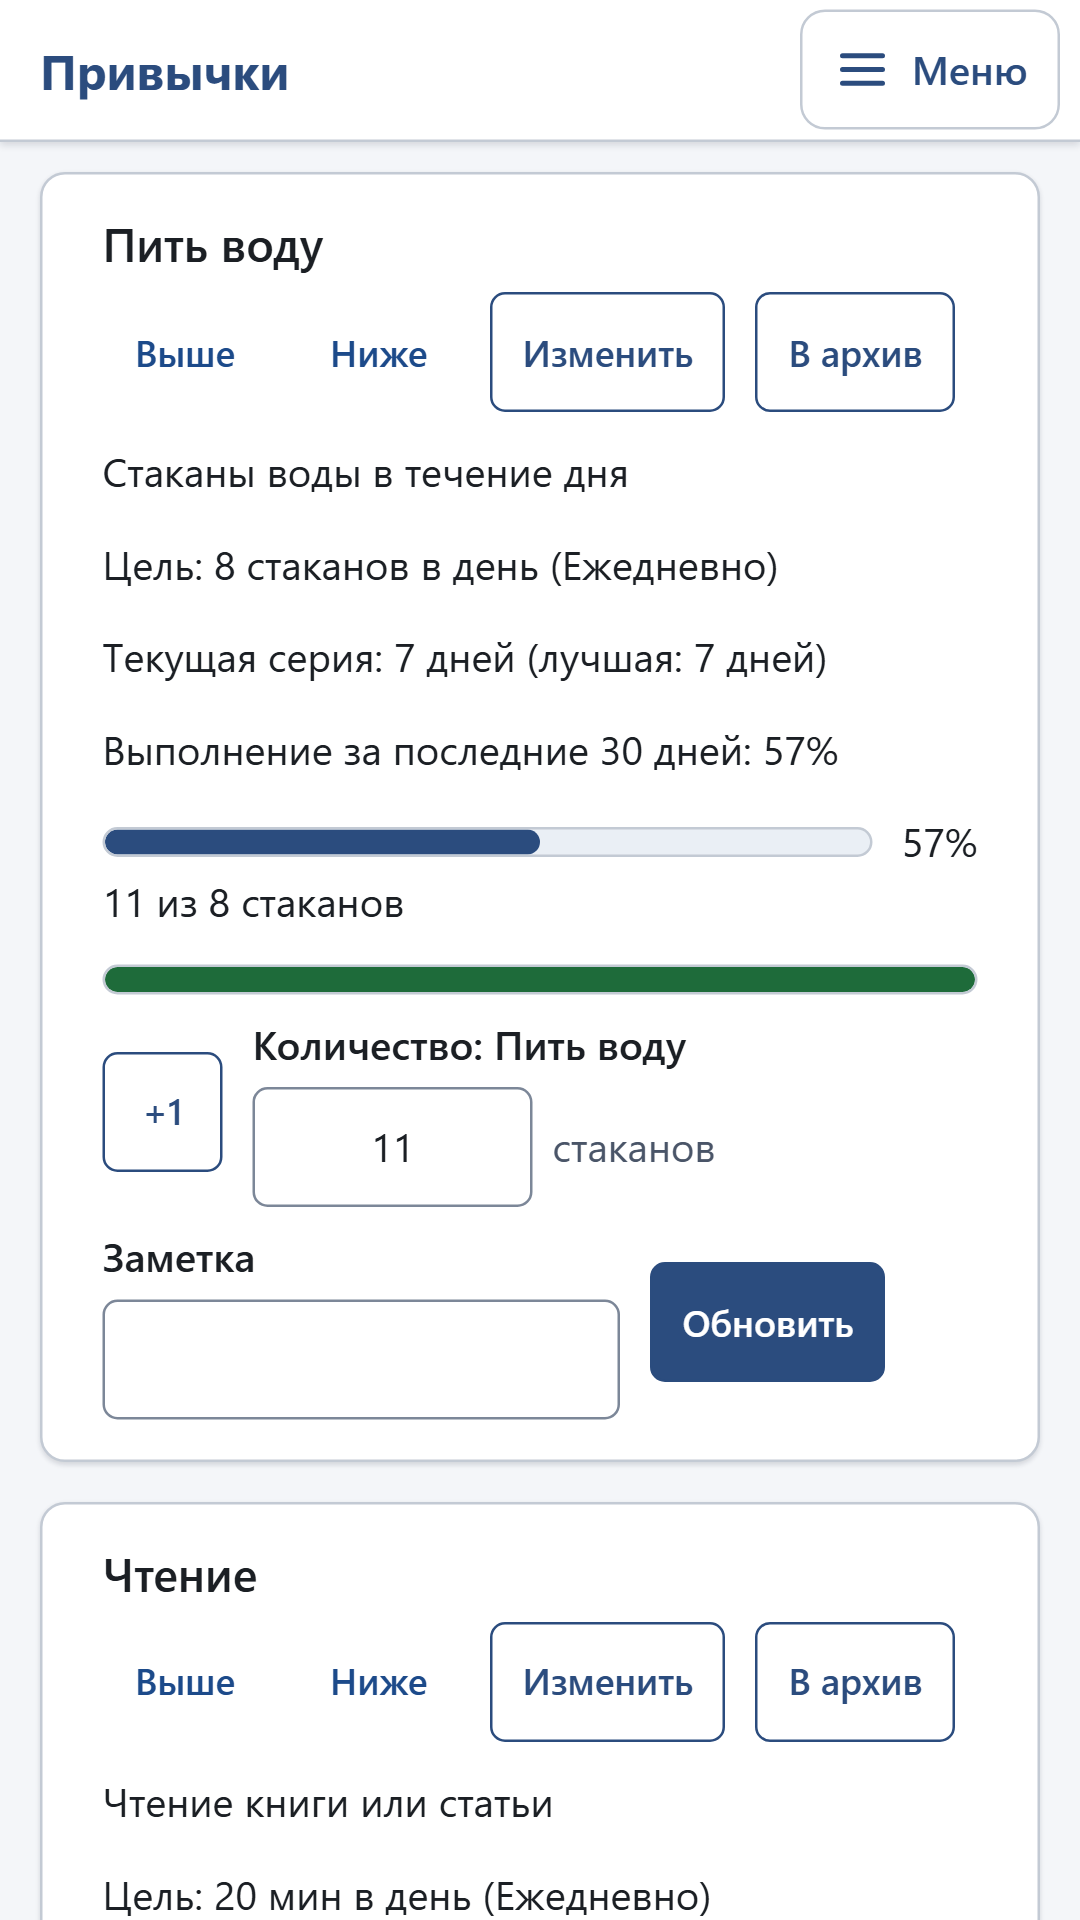 Привычки
Меню
Пить воду
Выше Ниже Изменить В архив
Стаканы воды в течение дня
Цель: 8 стаканов в день (Ежедневно)
Текущая серия: 7 дней (лучшая: 7 дней)
Выполнение за последние 30 дней: 57%
57%
11 из 8 стаканов
Количество: Пить воду
+1 11 стаканов
Заметка
Обновить
Чтение
Выше Ниже Изменить В архив
Чтение книги или статьи
Цель: 20 мин в день (Ежедневно)